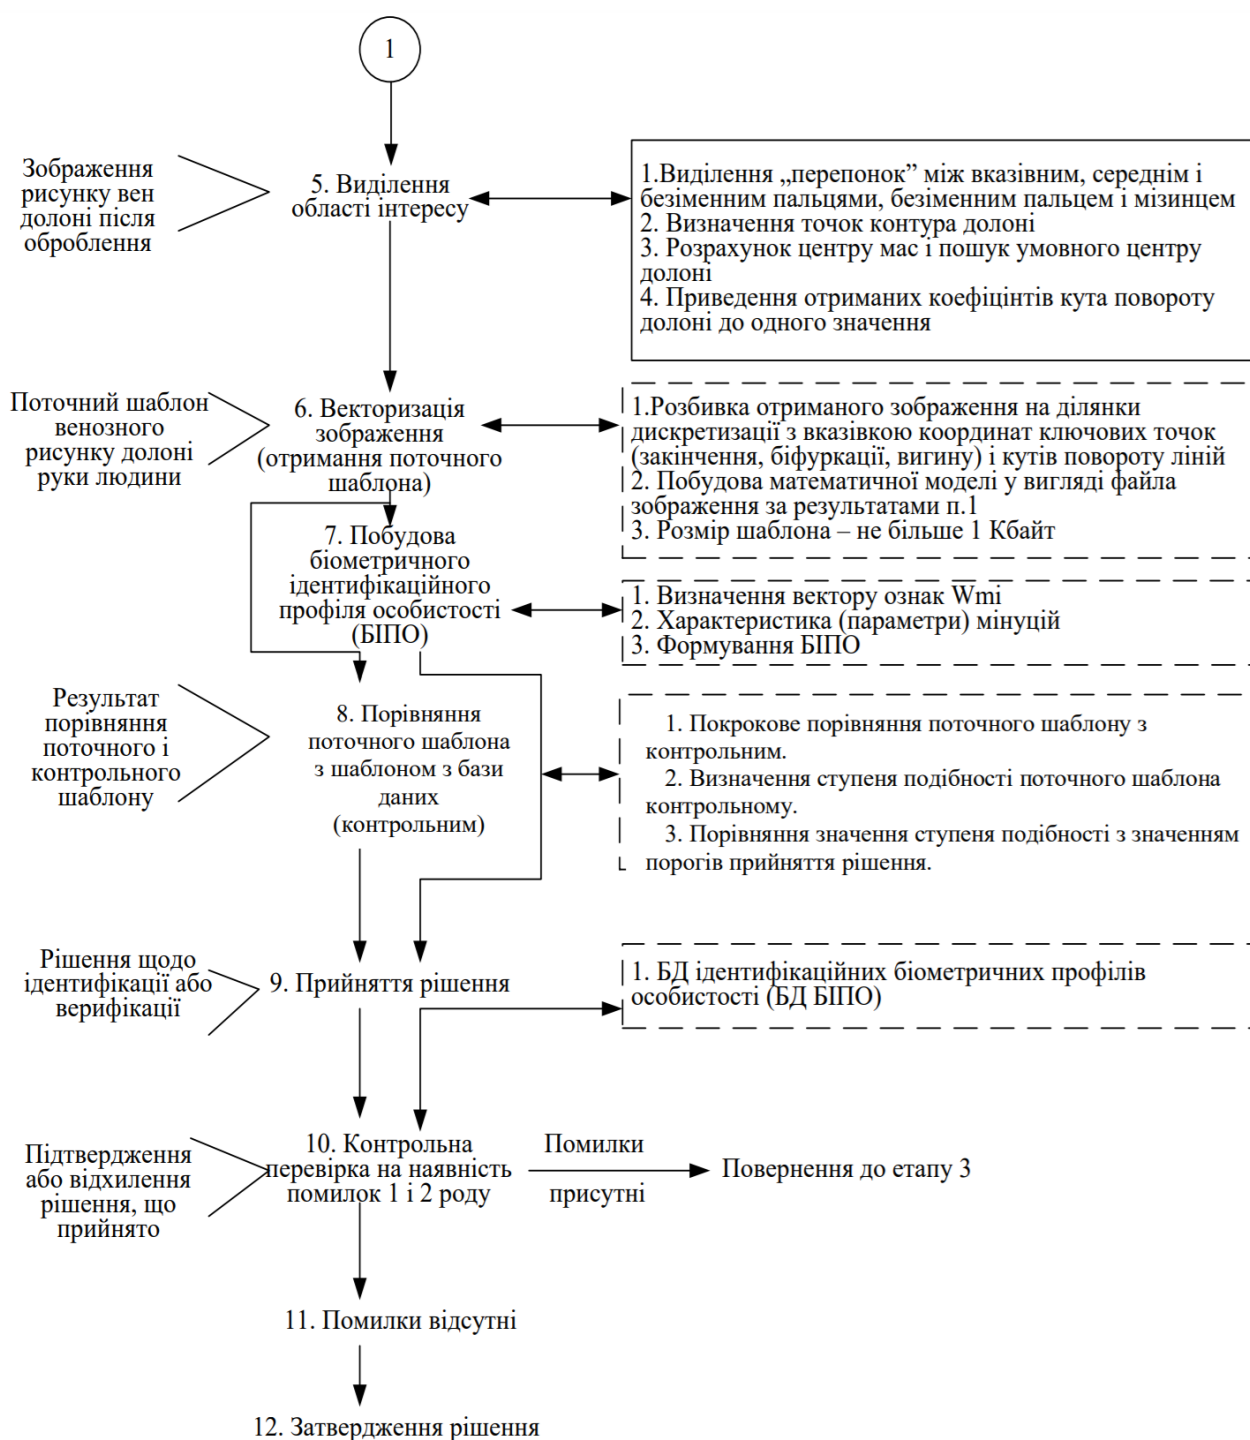 1
Зображення
рисунку вен
долоні після
оброблення
5. Виділення
області інтересу
1.Виділення „перепонок” між вказівним, середнім і
безіменним пальцями, безіменним пальцем і мізинцем
2. Визначення точок контура долоні
3. Розрахунок центру мас і пошук умовного центру
долоні
4. Приведення отриманих коефіцінтів кута повороту
долоні до одного значення
Поточний шаблон
венозного
рисунку долоні
руки людини
6. Векторизація
зображення
(отримання поточного
шаблона)
1.Розбивка отриманого зображення на ділянки
дискретизації з вказівкою координат ключових точок
(закінчення, біфуркації, вигину) і кутів повороту ліній
2. Побудова математичної моделі у вигляді файла
зображення за результатами п.1
3. Розмір шаблона – не більше 1 Кбайт
7. Побудова
біометричного
ідентифікаційного
профіля особистості
(БІПО)
1. Визначення вектору ознак Wmi
2. Характеристика (параметри) мінуцій
3. Формування БІПО
Результат
порівняння
поточного і
контрольного
шаблону
8. Порівняння
поточного шаблона
з шаблоном з бази
даних
(контрольним)
1. Покрокове порівняння поточного шаблону з
контрольним.
2. Визначення ступеня подібності поточного шаблона
контрольному.
3. Порівняння значення ступеня подібності з значенням
порогів прийняття рішення.
Рішення щодо
ідентифікації або
верифікації
9. Прийняття рішення
1. БД ідентифікаційних біометричних профілів
особистості (БД БІПО)
Підтвердження
або відхилення
рішення, що
прийнято
10. Контрольна
перевірка на наявність
помилок 1 і 2 роду
Помилки
присутні
Повернення до етапу 3
11. Помилки відсутні
12. Затвердження рішення